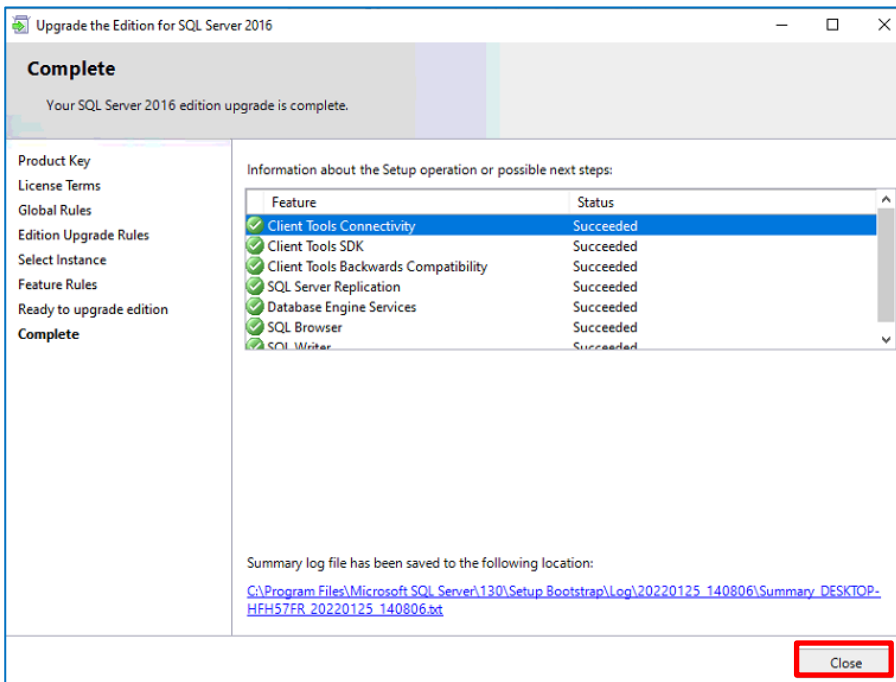 Upgrade the Edition for SQL Server 2016
Complete
Your SQL Server 2016 edition upgrade is complete.
Product Key
License Terms
Global Rules
Edition Upgrade Rules
Select Instance
Feature Rules
Ready to upgrade edition
Complete
Information about the Setup operation or possible next steps:
Feature Status
Client Tools Connectivity Succeeded
Client Tools SDK Succeeded
Client Tools Backwards Compatibility Succeeded
SQL Server Replication Succeeded
Database Engine Services Succeeded
SQL Browser Succeeded
SQL Writer Succeeded
Summary log file has been saved to the following location:
C:\Program Files\Microsoft SQL Server\130\Setup Bootstrap\Log\20220125_140806\Summary_DESKTOP-
HFH57FR_20220125_140806.txt
Close